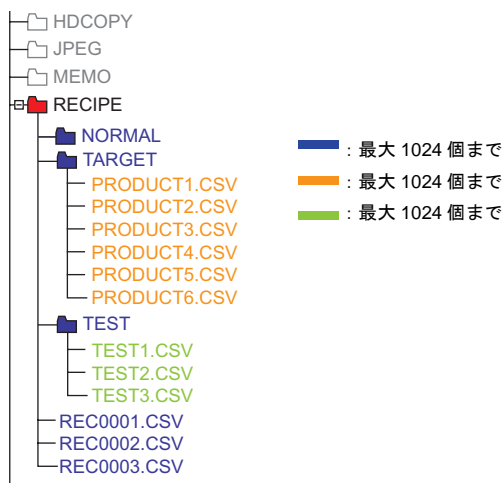 HDCOPY
JPEG
MEMO
RECIPE
NORMAL
TARGET
PRODUCT1.CSV
PRODUCT2.CSV
PRODUCT3.CSV
PRODUCT4.CSV
PRODUCT5.CSV
PRODUCT6.CSV
TEST
TEST1.CSV
TEST2.CSV
TEST3.CSV
REC0001.CSV
REC0002.CSV
REC0003.CSV
：最大 1024 個まで
：最大 1024 個まで
：最大 1024 個まで